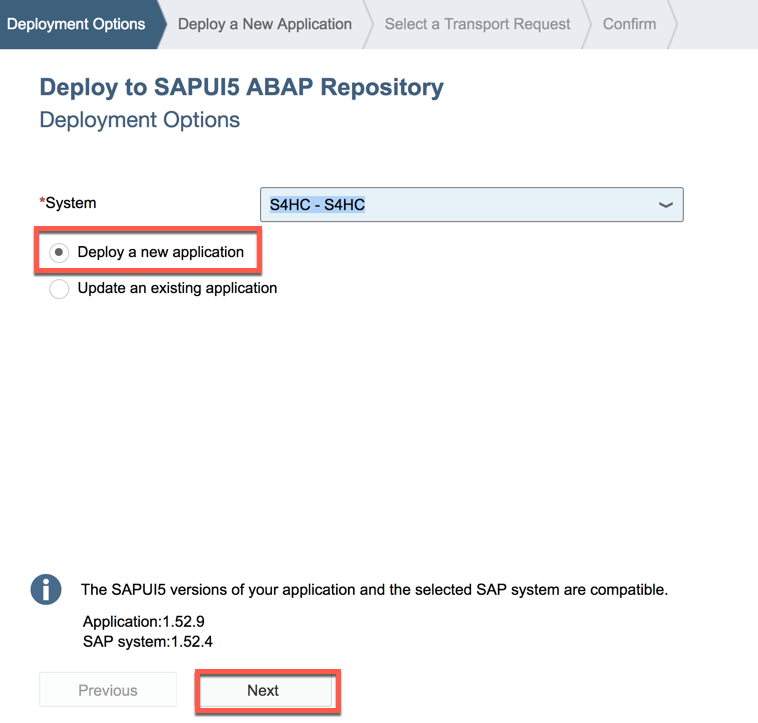 Deployment Options Deploy a New Application Select a Transport Request Confirm
Deploy to SAPUI5 ABAP Repository
Deployment Options
*System S4HC - S4HC
Deploy a new application
Update an existing application
The SAPUI5 versions of your application and the selected SAP system are compatible.
Application:1.52.9
SAP system:1.52.4
Previous Next